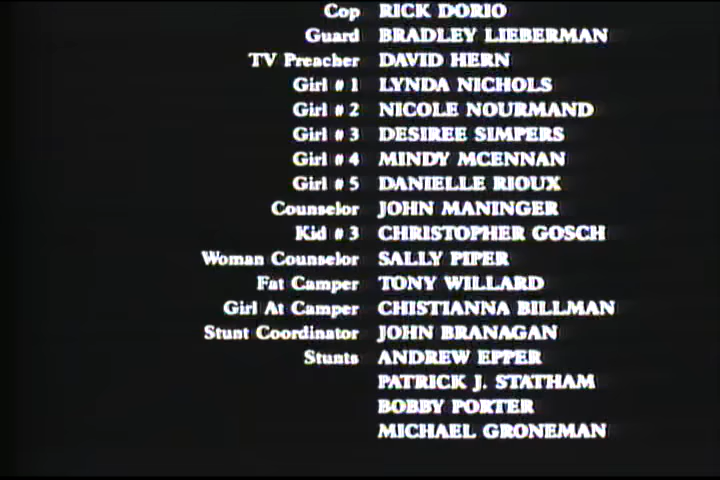 Cop RICK DORIO
Guard BRADLEY LIEBERMAN
TV Preacher DAVID HERN
Girl # 1 LYNDA NICHOLS
Girl # 2 NICOLE NOURMAND
Girl # 3 DESIREE SIMPERS
Girl # 4 MINDY MCENNAN
Girl # 5 DANIELLE RIOUX
Counselor JOHN MANINGER
Kid # 3 CHRISTOPHER GOSCH
Woman Counselor SALLY PIPER
Fat Camper TONY WILLARD
Girl At Camper CHISTIANNA BILLMAN
Stunt Coordinator JOHN BRANAGAN
Stunts ANDREW EPPER
PATRICK J. STATHAM
BOBBY PORTER
MICHAEL GRONEMAN